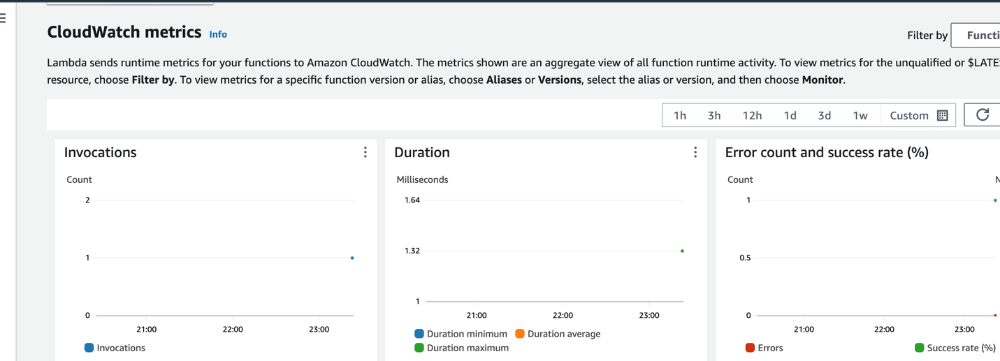 CloudWatch metrics Info
Filter by Functi
Lambda sends runtime metrics for your functions to Amazon CloudWatch. The metrics shown are an aggregate view of all function runtime activity. To view metrics for the unqualified or $LATE
resource, choose Filter by. To view metrics for a specific function version or alias, choose Aliases or Versions, select the alias or version, and then choose Monitor.
1h 3h 12h 1d 3d 1w Custom
Invocations
Count
2
1
0
21:00 22:00 23:00
Invocations
Duration
Milliseconds
1.64
1.32
1
21:00 22:00 23:00
Duration minimum Duration average
Duration maximum
Error count and success rate (%)
Count
1
0.5
0
21:00 22:00 23:00
Errors Success rate (%)